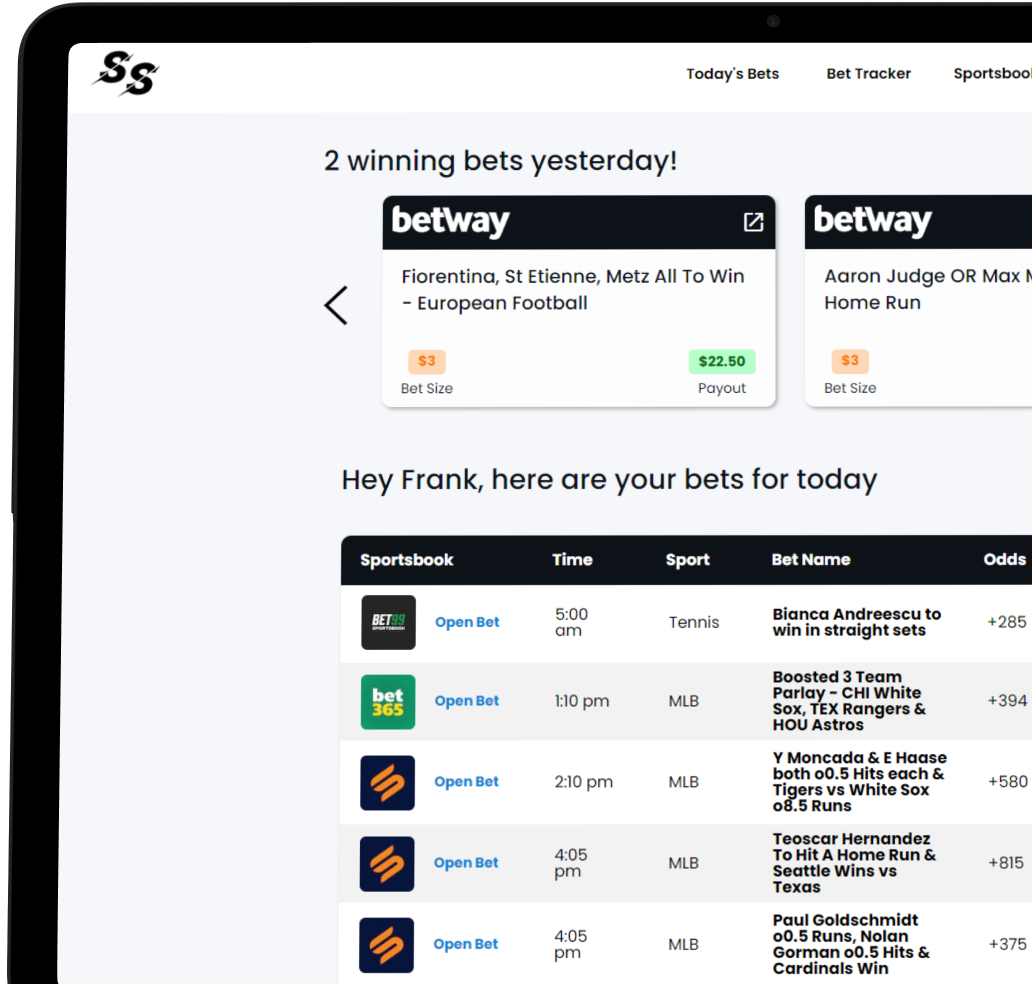 SS
Today's Bets Bet Tracker
2 winning bets yesterday!
betway betway
Fiorentina, St Etienne, Metz All To Win
- European Football
Aaron Judge OR Max
Home Run
$3 $22.50 $3
Bet Size Payout Bet Size
Hey Frank, here are your bets for today
Sportsbook Time Sport Bet Name Odds
BET99
SPORTSBOOK
Open Bet
5:00
am
Tennis
Bianca Andreescu to
win in straight sets
+285
bet
365
Open Bet
1:10 pm
MLB
Boosted 3 Team
Parlay - CHI White
Sox, TEX Rangers &
HOU Astros
+394
Open Bet
2:10 pm
MLB
Y Moncada & E Haase
both o0.5 Hits each &
Tigers vs White Sox
o8.5 Runs
+580
Open Bet
4:05
pm
MLB
Teoscar Hernandez
To Hit A Home Run &
Seattle Wins vs
Texas
+815
Open Bet
4:05
pm
MLB
Paul Goldschmidt
o0.5 Runs, Nolan
Gorman o0.5 Hits &
Cardinals Win
+375